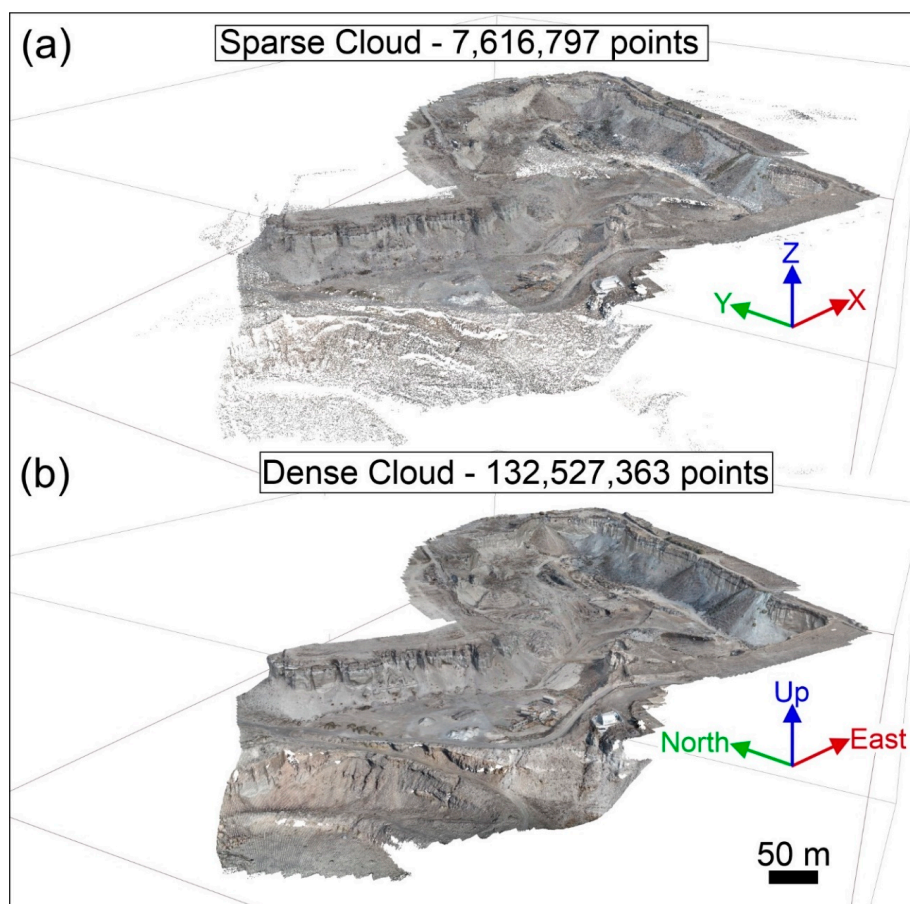 (a)
Sparse Cloud - 7,616,797 points
Z
Y
X
(b)
Dense Cloud - 132,527,363 points
Up
North
East
50 m